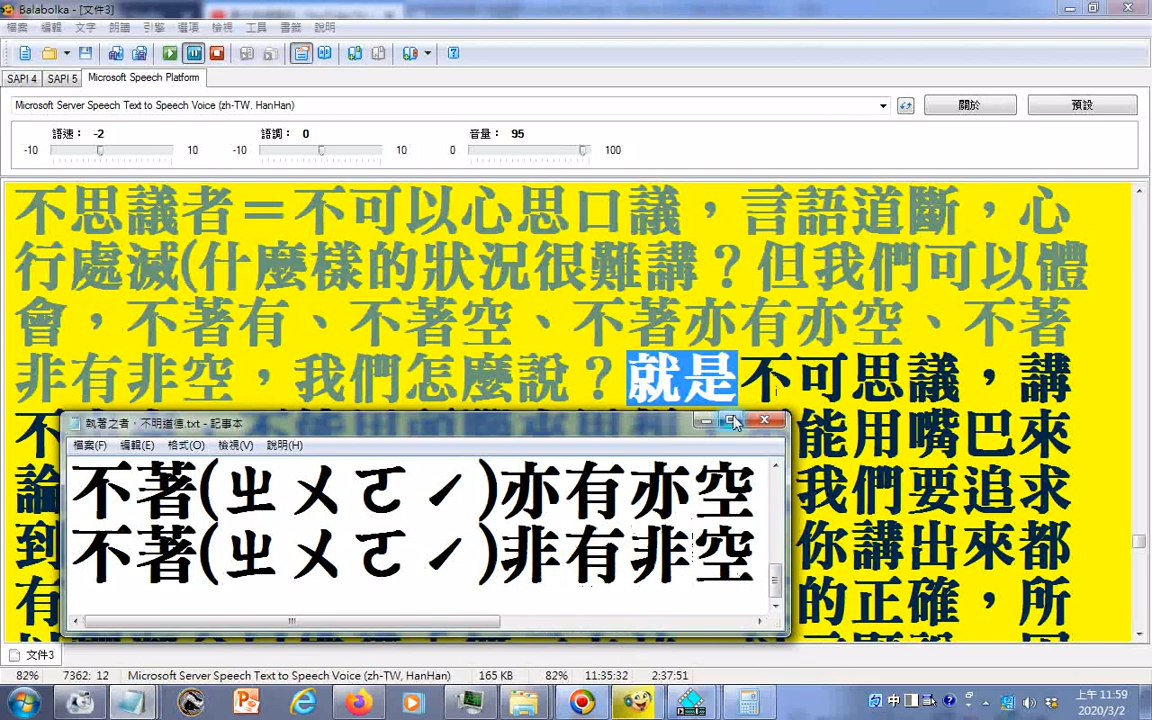 Balabolka - [文件3]
檔案 編輯 文字 朗讀 引擎 選項 檢視 工具 書籤 說明
SAPI 4 SAPI 5 Microsoft Speech Platform
Microsoft Server Speech Text to Speech Voice (zh-TW, HanHan) 關於 預設
語速： -2 語調： 0 音量： 95
-10 10 -10 10 0 100
不思議者＝不可以心思口議，言語道斷，心
行處滅(什麼樣的狀況很難講？但我們可以體
會，不著有、不著空、不著亦有亦空、不著
非有非空，我們怎麼說？就是不可思議，講
不 能用嘴巴來
論 我們要追求
到 你講出來都
有 的正確，所
執著之者，不明道德.txt - 記事本
檔案(F) 編輯(E) 格式(O) 檢視(V) 說明(H)
不著(ㄓㄨㄛˊ)亦有亦空
不著(ㄓㄨㄛˊ)非有非空
文件3
82% 7362: 12 Microsoft Server Speech Text to Speech Voice (zh-TW, HanHan) 165 KB 82% 11:35:32 2:37:51
中
上午 11:59
2020/3/2